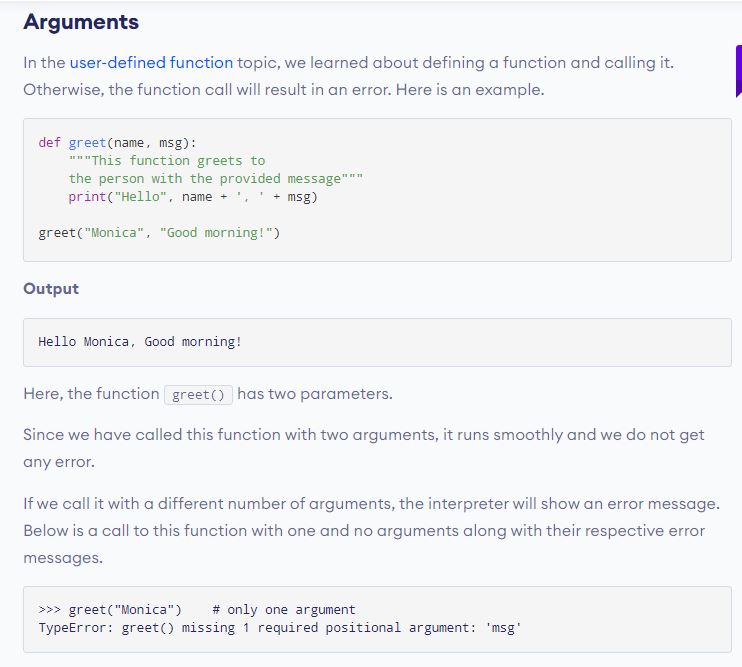 Arguments
In the user-defined function topic, we learned about defining a function and calling it.
Otherwise, the function call will result in an error. Here is an example.
def greet(name, msg):
    """This function greets to
    the person with the provided message"""
    print("Hello", name + ', ' + msg)
greet("Monica", "Good morning!")
Output
Hello Monica, Good morning!
Here, the function greet() has two parameters.
Since we have called this function with two arguments, it runs smoothly and we do not get
any error.
If we call it with a different number of arguments, the interpreter will show an error message.
Below is a call to this function with one and no arguments along with their respective error
messages.
>>> greet("Monica")    # only one argument
TypeError: greet() missing 1 required positional argument: 'msg'